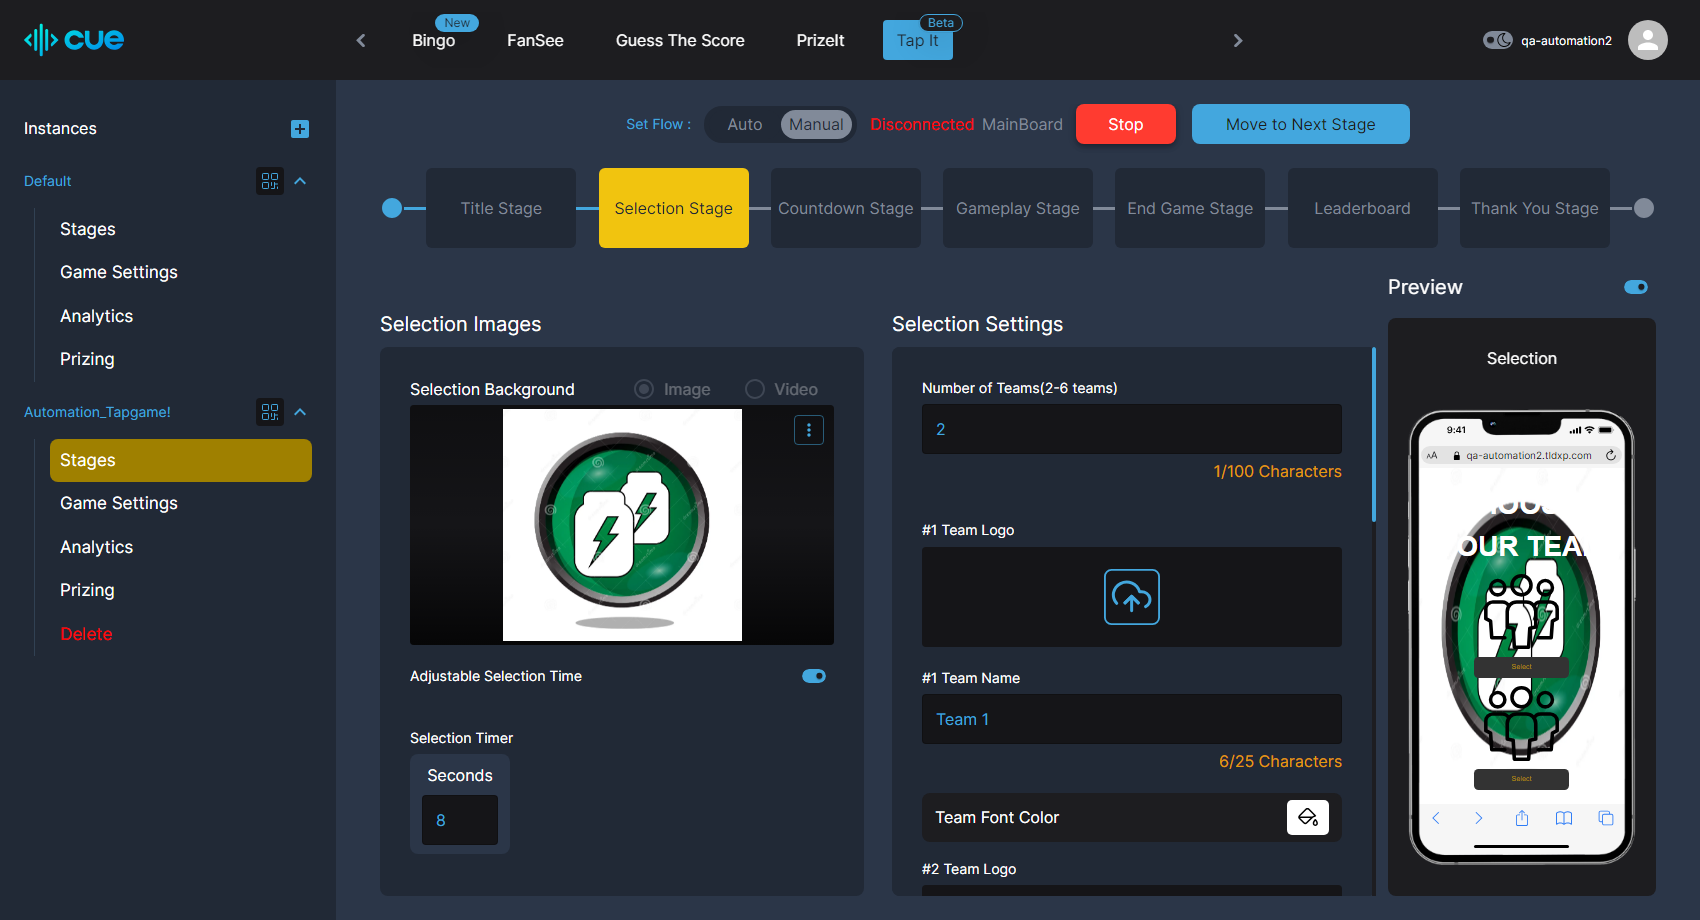 cue
New
Bingo
FanSee
Guess The Score
PrizeIt
Beta
Tap It
qa-automation2
Instances
Default
Stages
Game Settings
Analytics
Prizing
Automation_Tapgame!
Stages
Game Settings
Analytics
Prizing
Delete
Set Flow :
Auto
Manual
Disconnected MainBoard
Stop
Move to Next Stage
Title Stage
Selection Stage
Countdown Stage
Gameplay Stage
End Game Stage
Leaderboard
Thank You Stage
Selection Images
Selection Background
Image
Video
Adjustable Selection Time
Selection Timer
Seconds
8
Selection Settings
Number of Teams(2-6 teams)
2
1/100 Characters
#1 Team Logo
#1 Team Name
Team 1
6/25 Characters
Team Font Color
#2 Team Logo
Preview
Selection
9:41
AA
qa-automation2.tldxp.com
OUR TEA
Select
Select